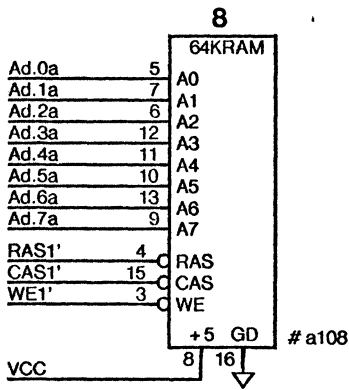 8
64KRAM
Ad.0a 5 A0
Ad.1a 7 A1
Ad.2a 6 A2
Ad.3a 12 A3
Ad.4a 11 A4
Ad.5a 10 A5
Ad.6a 13 A6
Ad.7a 9 A7
RAS1' 4 RAS
CAS1' 15 CAS
WE1' 3 WE
+5 GD
# a108
8 16
VCC